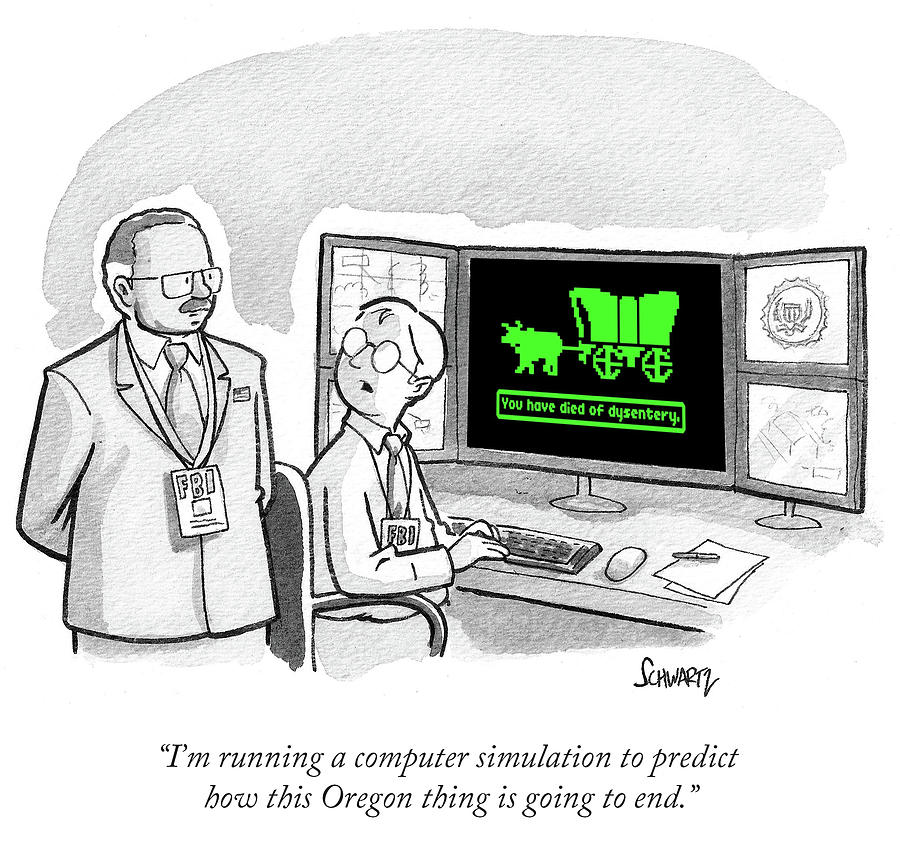 FBI
FBI
You have died of dysentery.
SCHWARTZ
“I’m running a computer simulation to predict
how this Oregon thing is going to end.”